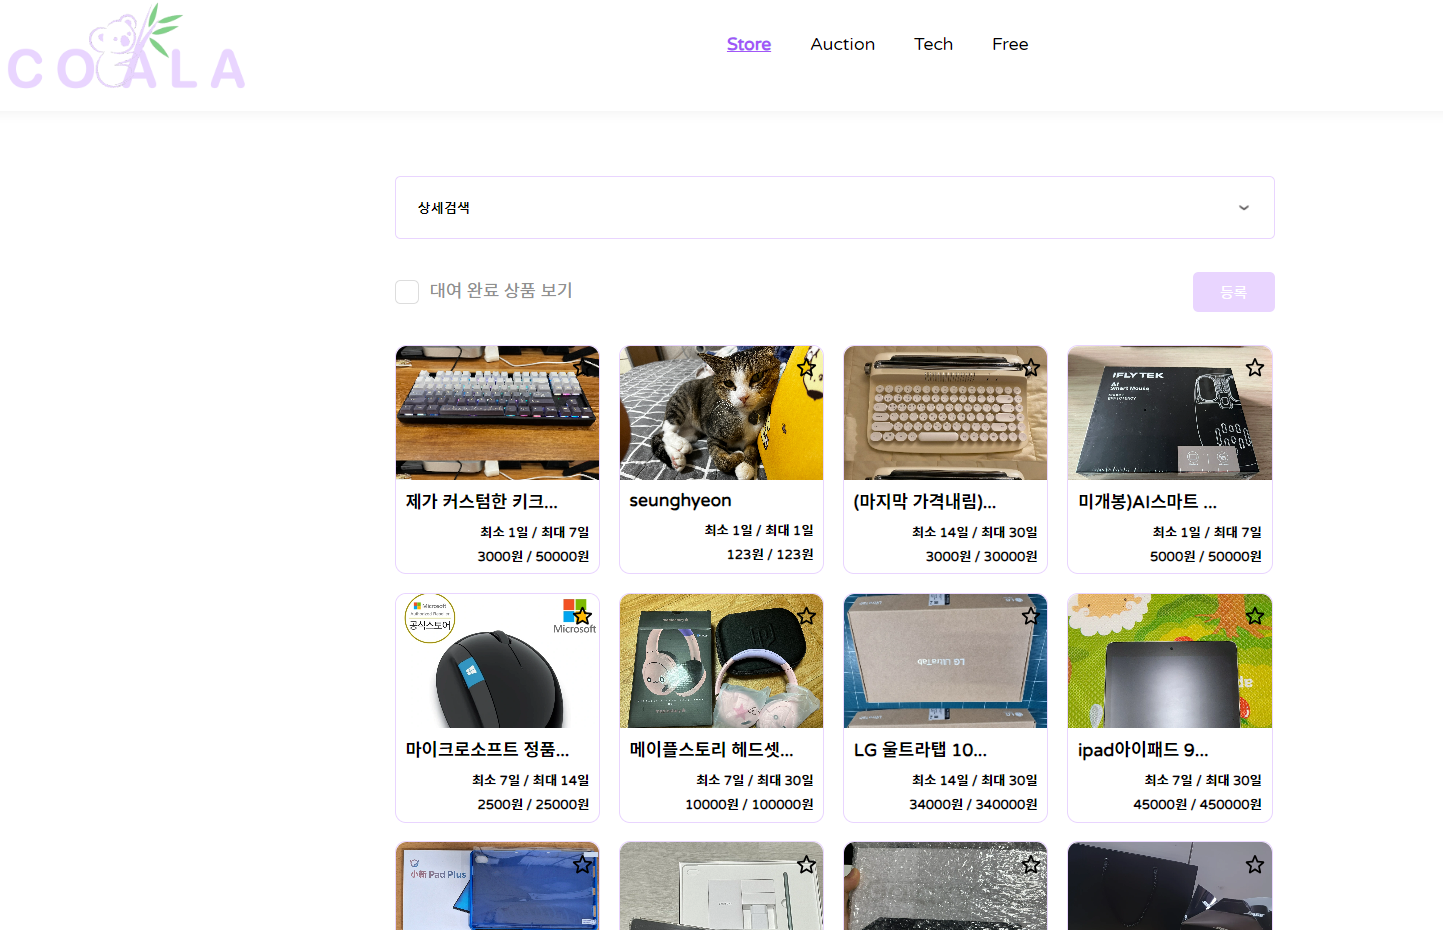 COALA
Store
Auction
Tech
Free
상세검색
대여 완료 상품 보기
등록
iFLYTEK
AI
Smart Mouse
제가 커스텀한 키크...
seunghyeon
(마지막 가격내림)...
미개봉)AI스마트 ...
최소 1일 / 최대 7일
최소 1일 / 최대 1일
최소 14일 / 최대 30일
최소 1일 / 최대 7일
3000원 / 50000원
123원 / 123원
3000원 / 30000원
5000원 / 50000원
Microsoft
공식스토어
Microsoft
LG UltraTab
마이크로소프트 정품...
메이플스토리 헤드셋...
LG 울트라탭 10...
ipad아이패드 9...
최소 7일 / 최대 14일
최소 7일 / 최대 30일
최소 14일 / 최대 30일
최소 7일 / 최대 30일
2500원 / 25000원
10000원 / 100000원
34000원 / 340000원
45000원 / 450000원
小新 Pad Plus